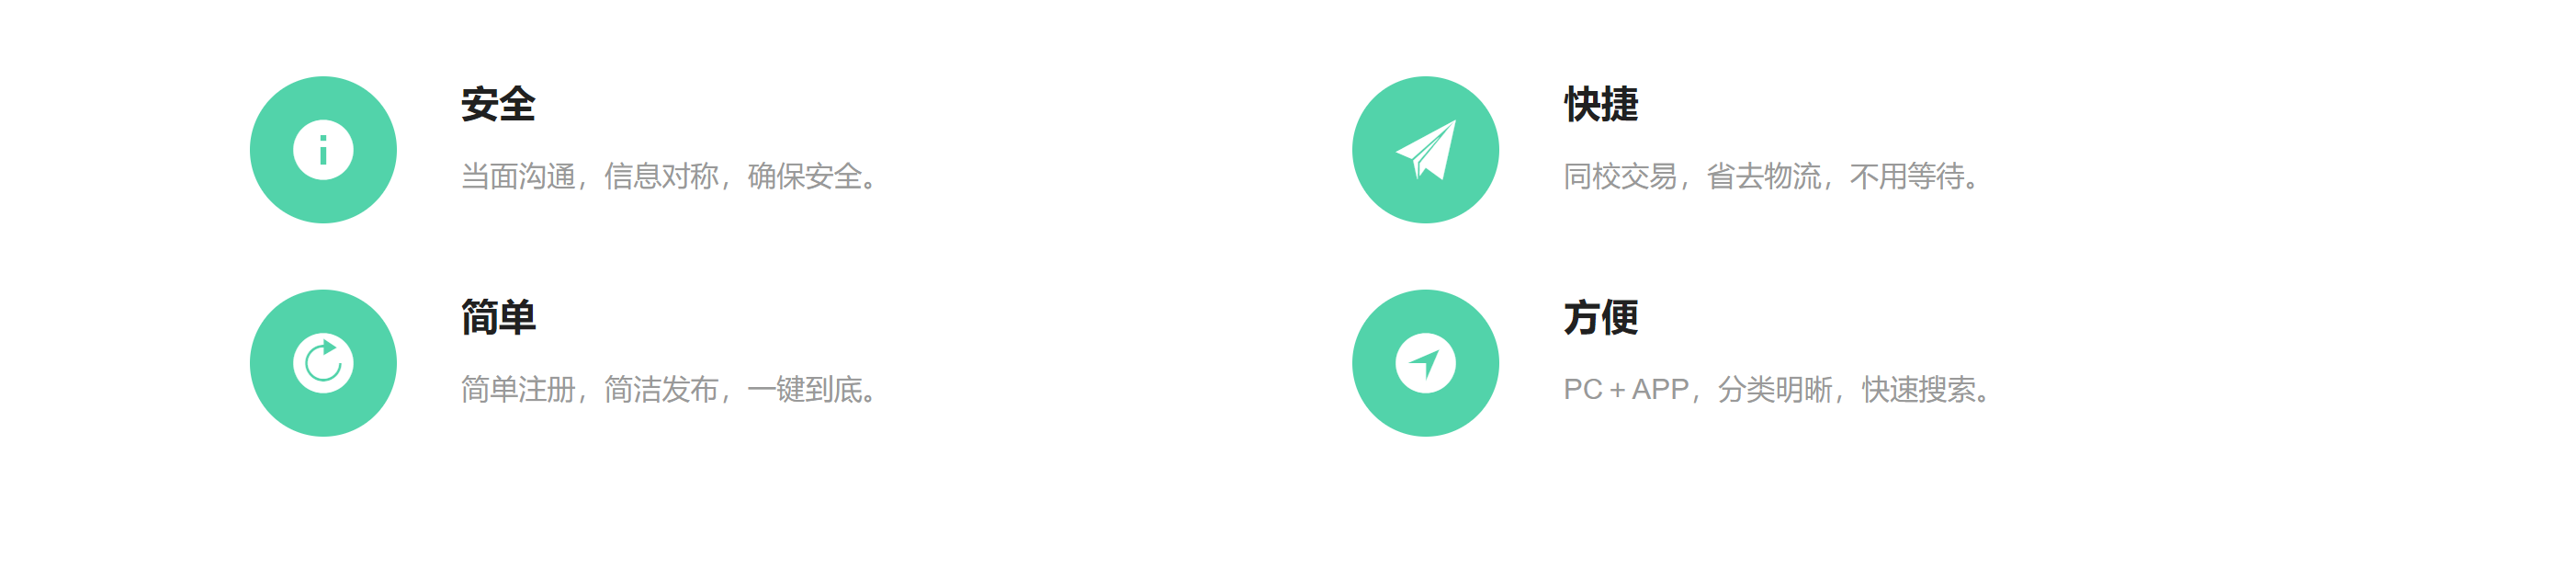 安全
当面沟通，信息对称，确保安全。
快捷
同校交易，省去物流，不用等待。
简单
简单注册，简洁发布，一键到底。
方便
PC + APP，分类明晰，快速搜索。